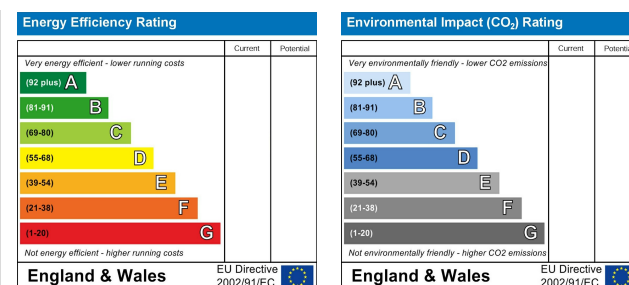 Energy Efficiency Rating
Current Potential
Very energy efficient - lower running costs
(92 plus) A
(81-91) B
(69-80) C
(55-68) D
(39-54) E
(21-38) F
(1-20) G
Not energy efficient - higher running costs
England & Wales
EU Directive
2002/91/EC
Environmental Impact (CO₂) Rating
Current Potential
Very environmentally friendly - lower CO2 emissions
(92 plus) A
(81-91) B
(69-80) C
(55-68) D
(39-54) E
(21-38) F
(1-20) G
Not environmentally friendly - higher CO2 emissions
England & Wales
EU Directive
2002/91/EC